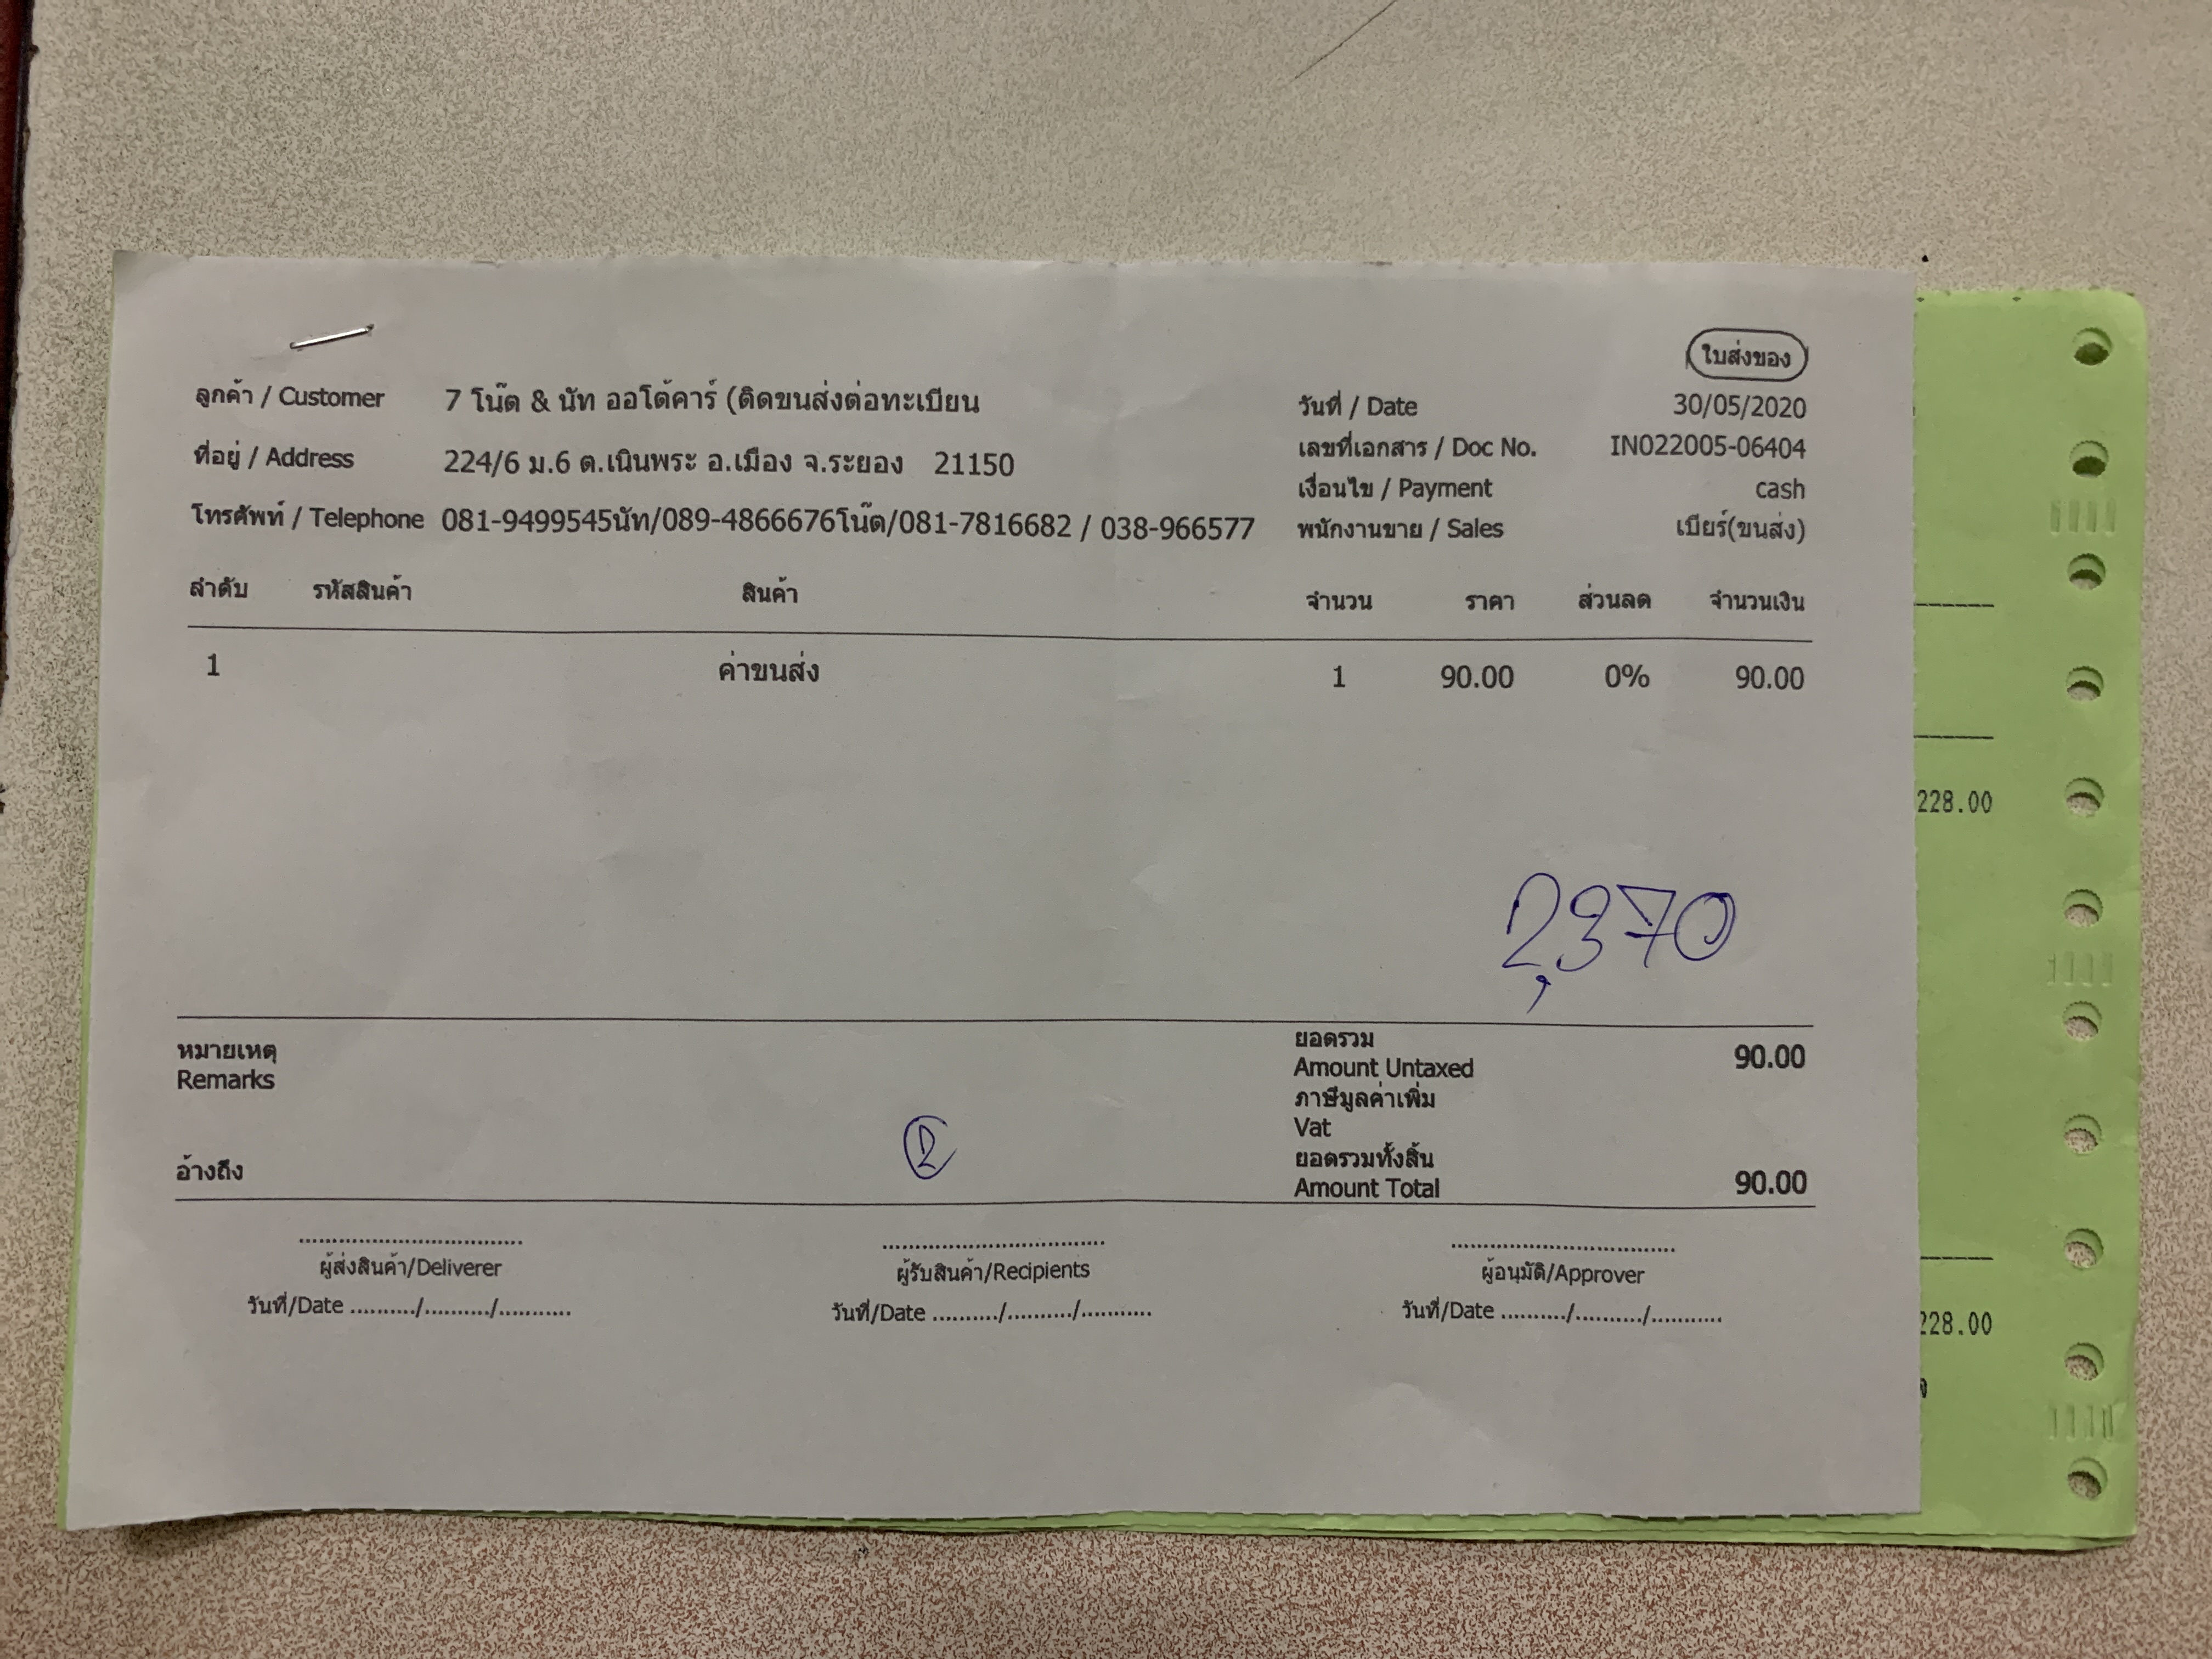 ใบส่งของ
ลูกค้า / Customer 7 โน๊ต & นัท ออโต้คาร์ (ติดขนส่งต่อทะเบียน
ที่อยู่ / Address 224/6 ม.6 ต.เนินพระ อ.เมือง จ.ระยอง 21150
โทรศัพท์ / Telephone 081-9499545นัท/089-4866676โน๊ต/081-7816682 / 038-966577
วันที่ / Date 30/05/2020
เลขที่เอกสาร / Doc No. IN022005-06404
เงื่อนไข / Payment cash
พนักงานขาย / Sales เบียร์(ขนส่ง)
ลำดับ รหัสสินค้า สินค้า จำนวน ราคา ส่วนลด จำนวนเงิน
1 ค่าขนส่ง 1 90.00 0% 90.00
228.00
2,370
หมายเหตุ
Remarks
อ้างถึง
2
ยอดรวม
Amount Untaxed 90.00
ภาษีมูลค่าเพิ่ม
Vat
ยอดรวมทั้งสิ้น
Amount Total 90.00
ผู้ส่งสินค้า/Deliverer ผู้รับสินค้า/Recipients ผู้อนุมัติ/Approver
วันที่/Date ........../........../........... วันที่/Date ........../........../........... วันที่/Date ........../........../...........
228.00